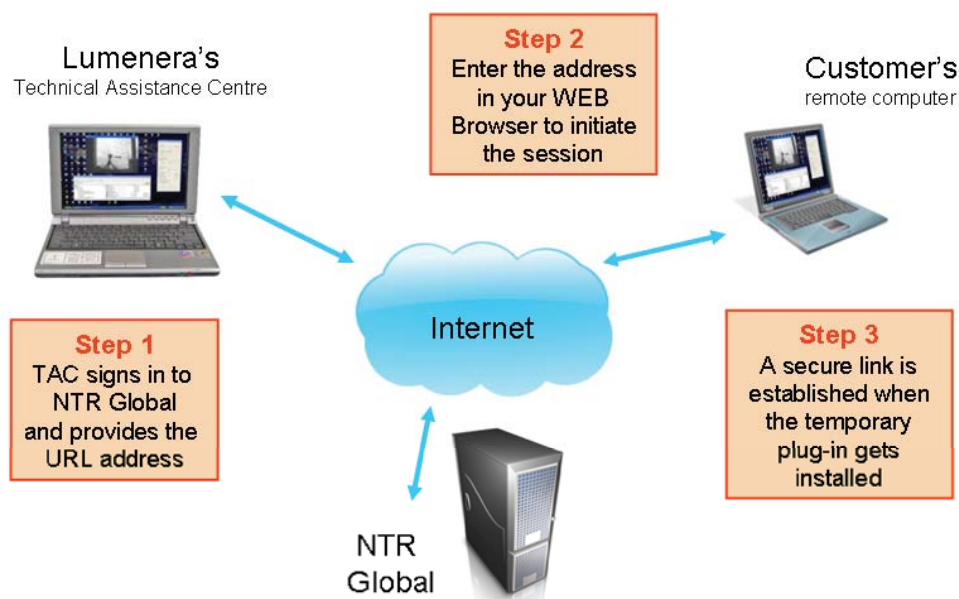 Lumenera's
Technical Assistance Centre
Step 2
Enter the address
in your WEB
Browser to initiate
the session
Customer's
remote computer
Internet
Step 1
TAC signs in to
NTR Global
and provides the
URL address
Step 3
A secure link is
established when
the temporary
plug-in gets
installed
NTR
Global